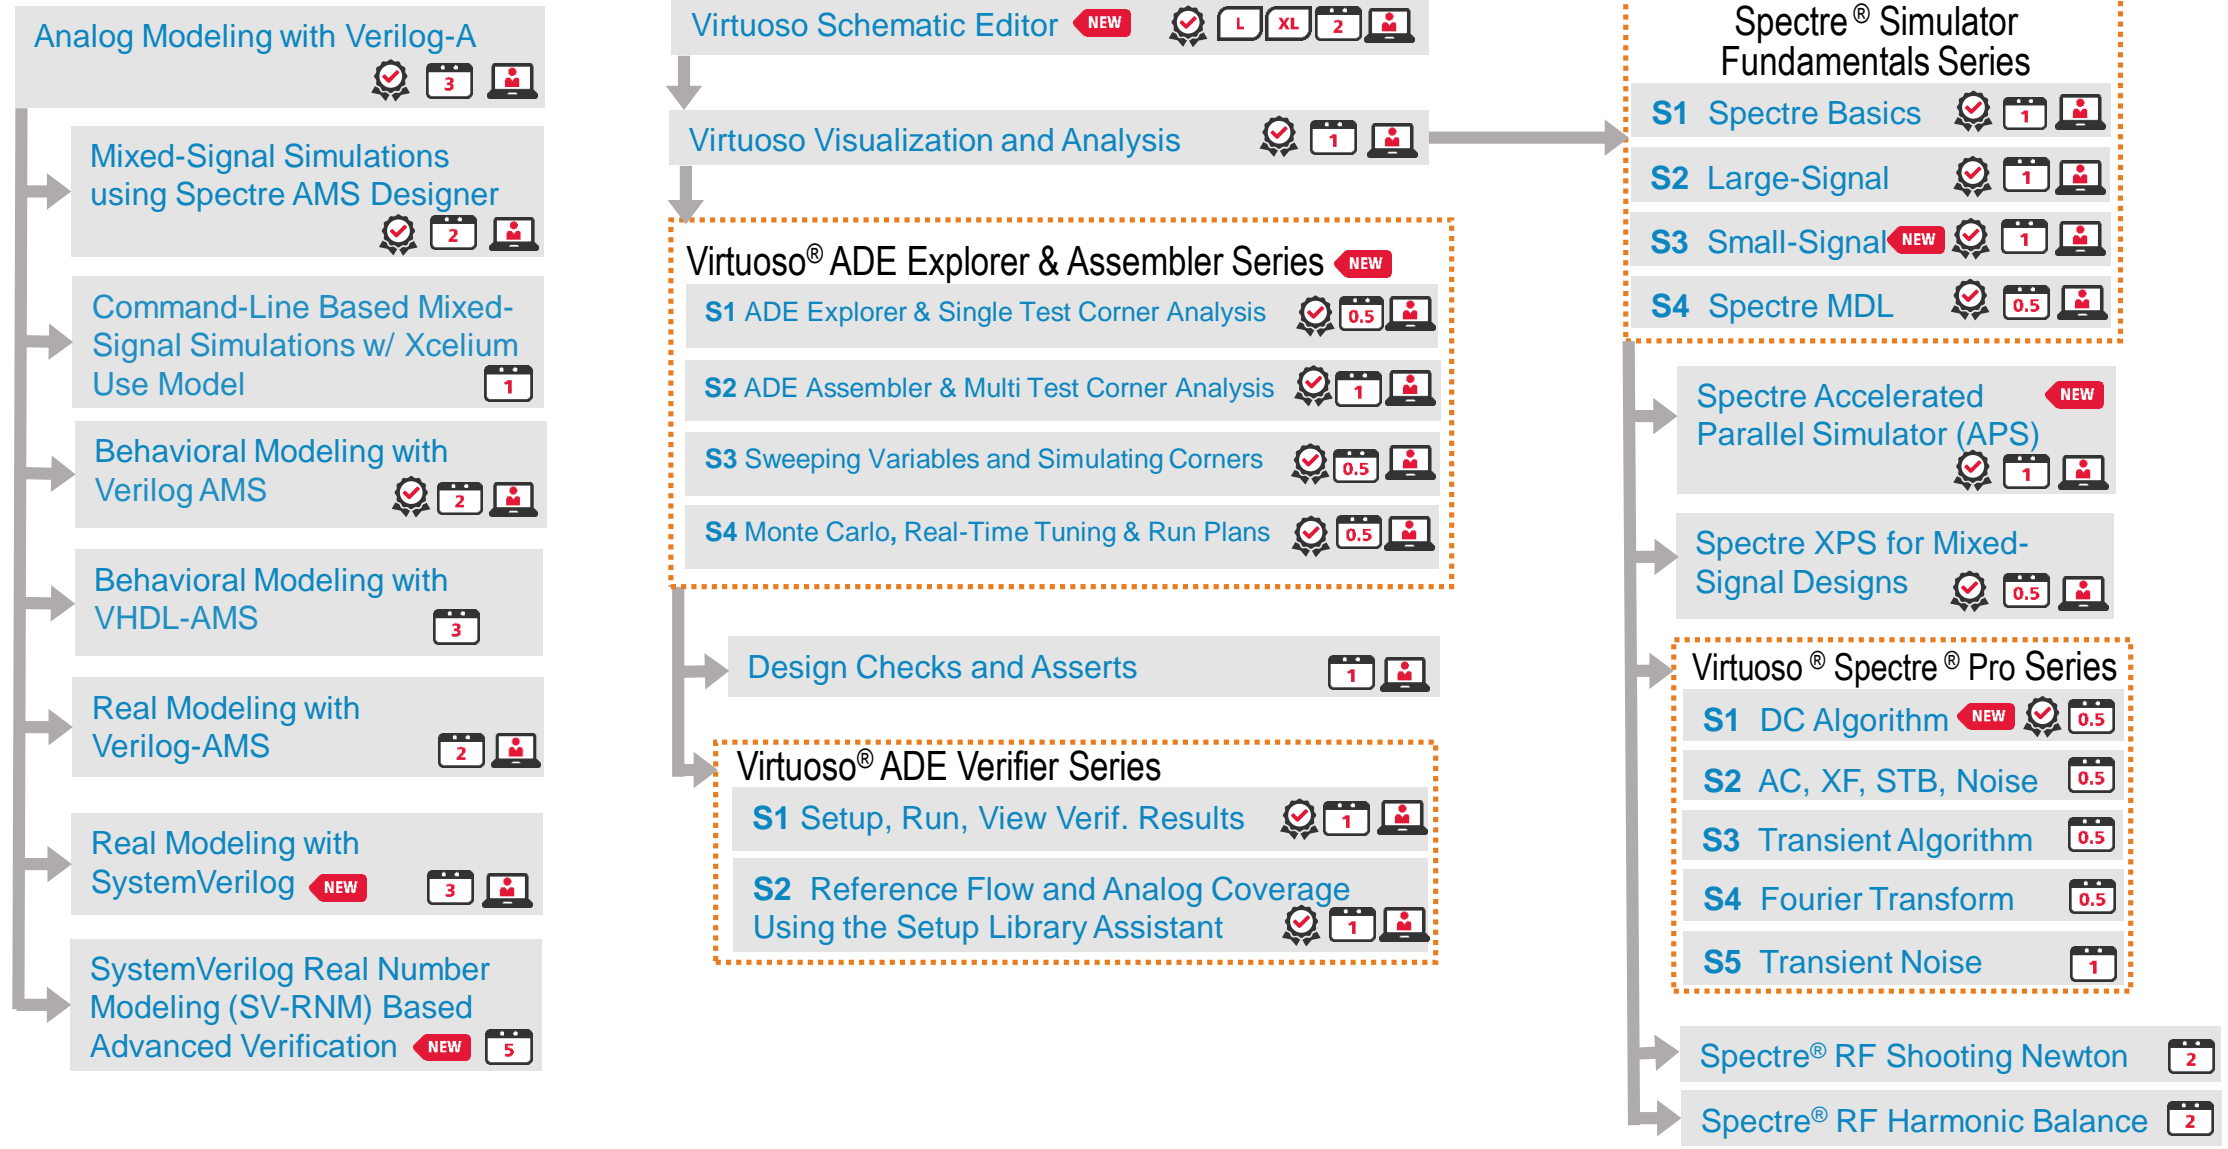 Analog Modeling with Verilog-A
3
Mixed-Signal Simulations
using Spectre AMS Designer
2
Command-Line Based Mixed-
Signal Simulations w/ Xcelium
Use Model
1
Behavioral Modeling with
Verilog AMS
2
Behavioral Modeling with
VHDL-AMS
3
Real Modeling with
Verilog-AMS
2
Real Modeling with
SystemVerilog NEW
3
SystemVerilog Real Number
Modeling (SV-RNM) Based
Advanced Verification NEW 5
Virtuoso Schematic Editor NEW L XL 2
Virtuoso Visualization and Analysis 1
Virtuoso® ADE Explorer & Assembler Series NEW
S1 ADE Explorer & Single Test Corner Analysis 0.5
S2 ADE Assembler & Multi Test Corner Analysis 1
S3 Sweeping Variables and Simulating Corners 0.5
S4 Monte Carlo, Real-Time Tuning & Run Plans 0.5
Design Checks and Asserts 1
Virtuoso® ADE Verifier Series
S1 Setup, Run, View Verif. Results 1
S2 Reference Flow and Analog Coverage
Using the Setup Library Assistant 1
Spectre® Simulator
Fundamentals Series
S1 Spectre Basics 1
S2 Large-Signal 1
S3 Small-Signal NEW 1
S4 Spectre MDL 0.5
Spectre Accelerated NEW
Parallel Simulator (APS)
1
Spectre XPS for Mixed-
Signal Designs 0.5
Virtuoso® Spectre® Pro Series
S1 DC Algorithm NEW 0.5
S2 AC, XF, STB, Noise 0.5
S3 Transient Algorithm 0.5
S4 Fourier Transform 0.5
S5 Transient Noise 1
Spectre® RF Shooting Newton 2
Spectre® RF Harmonic Balance 2